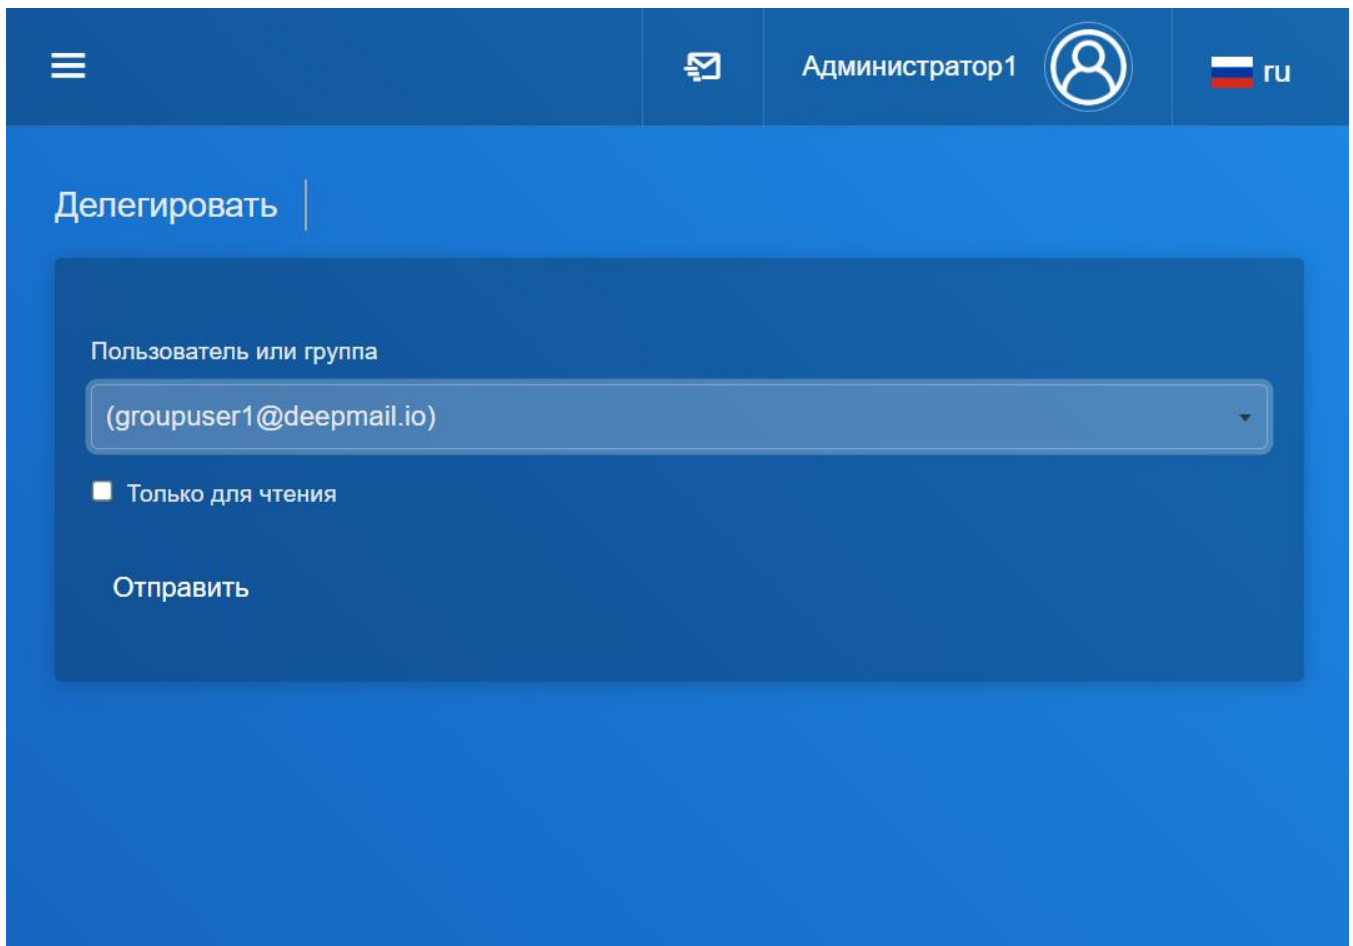 Администратор1
ru
Делегировать
Пользователь или группа
(groupuser1@deepmail.io)
Только для чтения
Отправить